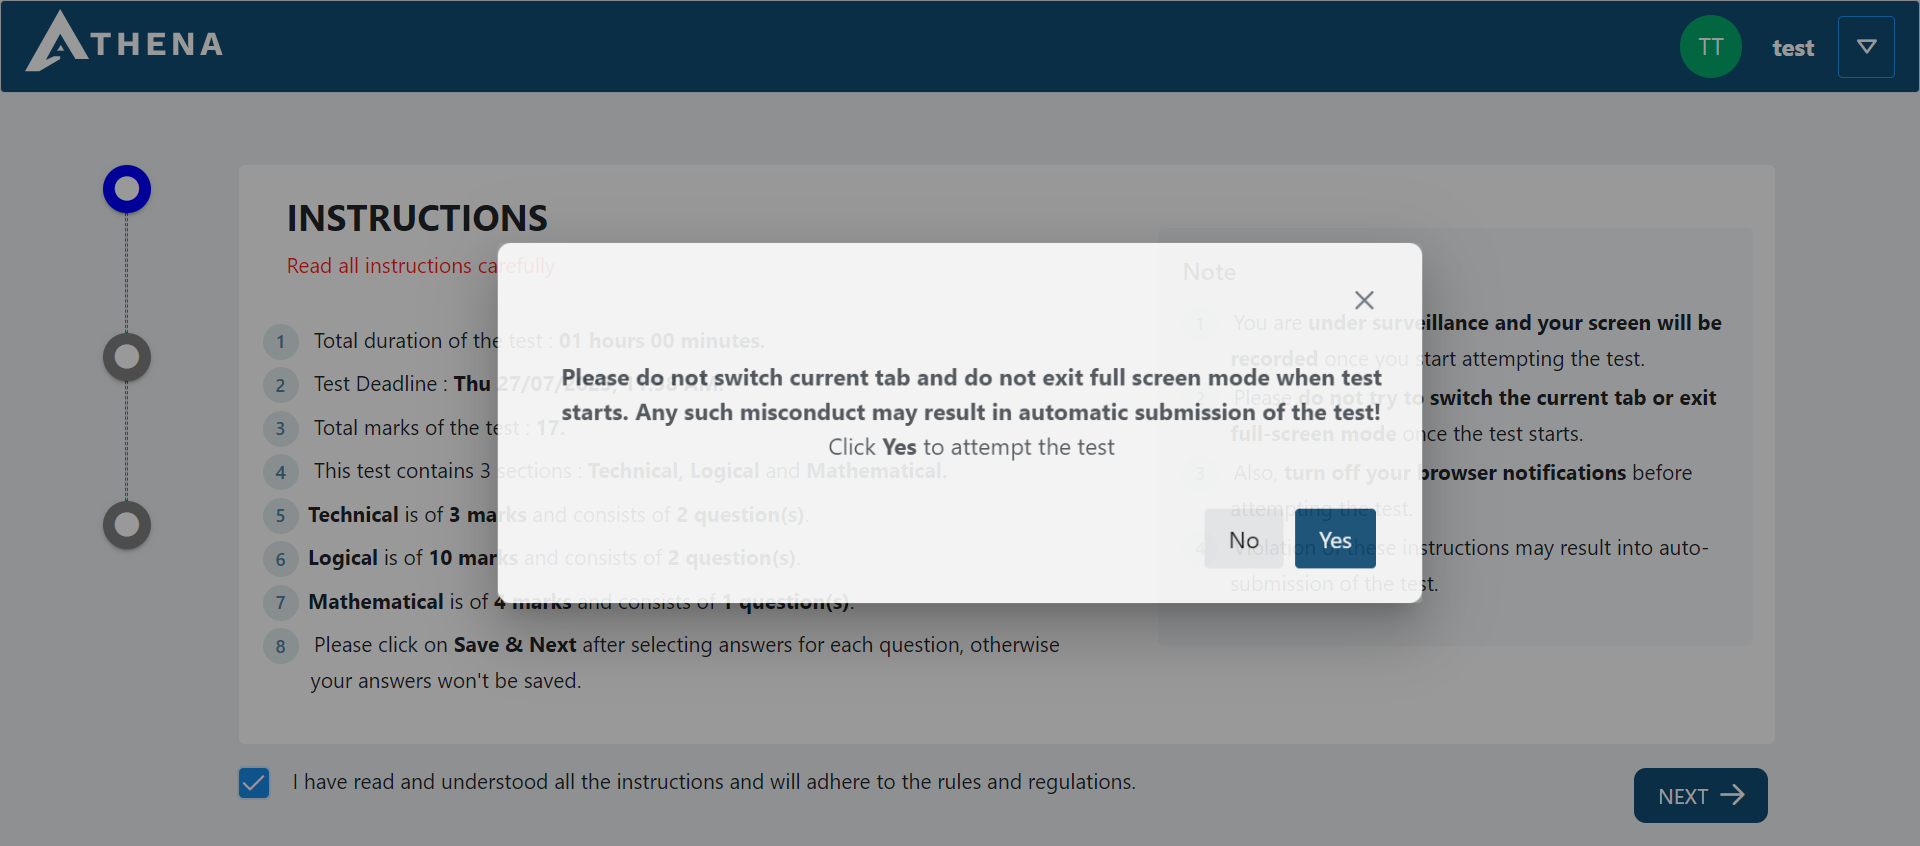 ATHENA
TT
test
INSTRUCTIONS
Read all instructions carefully
1 Total duration of the test : 01 hours 00 minutes.
2 Test Deadline : Thu 27/07/2023,
3 Total marks of the test : 17.
4 This test contains 3 sections : Technical, Logical and Mathematical.
5 Technical is of 3 marks and consists of 2 question(s).
6 Logical is of 10 marks and consists of 2 question(s).
7 Mathematical is of 4 marks and consists of 1 question(s).
8 Please click on Save & Next after selecting answers for each question, otherwise
your answers won't be saved.
Note
1 You are under surveillance and your screen will be
recorded once you start attempting the test.
2 Please do not try to switch the current tab or exit
full-screen mode once the test starts.
3 Also, turn off your browser notifications before
attempting the test.
4 Violation of these instructions may result into auto-
submission of the test.
Please do not switch current tab and do not exit full screen mode when test
starts. Any such misconduct may result in automatic submission of the test!
Click Yes to attempt the test
No
Yes
I have read and understood all the instructions and will adhere to the rules and regulations.
NEXT